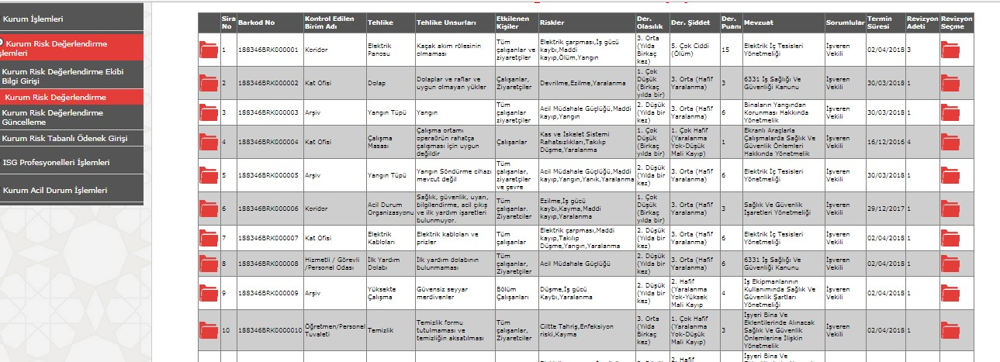 Kurum İşlemleri
Kurum Risk Değerlendirme
İşlemleri
Kurum Risk Değerlendirme Ekibi
Bilgi Girişi
Kurum Risk Değerlendirme
Kurum Risk Değerlendirme
Güncelleme
Kurum Risk Tabanlı Ödenek Girişi
ISG Profesyonelleri İşlemleri
Kurum Acil Durum İşlemleri
Sıra No Barkod No Kontrol Edilen Birim Adı Tehlike Tehlike Unsurları Etkilenen Kişiler Riskler Der. Olasılık Der. Şiddet Der. Puanı Mevzuat Sorumlular Termin Süresi Revizyon Adeti Revizyon Seçme
1 188346BRK000001 Koridor Elektrik Panosu Kaçak akım rölesinin olmaması Tüm çalışanlar ve ziyaretçiler Elektrik çarpması,İş gücü kaybı,Maddi kayıp,Ölüm,Yangın 3. Orta (Yılda Birkaç kez) 5. Çok Ciddi (Ölüm) 15 Elektrik İç Tesisleri Yönetmeliği İşveren Vekili 02/04/2018 3
2 188346BRK000002 Kat Ofisi Dolap Dolaplar ve raflar ve uygun olmayan yükler Çalışanlar, Ziyaretçiler Devrilme,Ezilme,Yaralanma 1. Çok Düşük (Birkaç yılda bir) 3. Orta (Hafif Yaralanma) 3 6331 İş Sağlığı Ve Güvenliği Kanunu İşveren Vekili 30/03/2018 1
3 188346BRK000003 Arşiv Yangın Tüpü Yangın Tüm çalışanlar ziyaretçiler Acil Müdahale Güçlüğü,Maddi kayıp,Yangın 2. Düşük (Yılda bir kez) 3. Orta (Hafif Yaralanma) 6 Binaların Yangından Korunması Hakkında Yönetmelik İşveren Vekili 30/03/2018 1
4 188346BRK000004 Kat Ofisi Çalışma Masası Çalışma ortamı operaörün rahatça çalışması için uygun değildir Çalışanlar Kas ve İskelet Sistemi Rahatsızlıkları,Takılıp Düşme,Yaralanma 1. Çok Düşük (Birkaç yılda bir) 1. Çok Hafif (Yaralanma Yok-Düşük Mali Kayıp) 1 Ekranlı Araçlarla Çalışmalarda Sağlık Ve Güvenlik Önlemleri Hakkında Yönetmelik İşveren Vekili 16/12/2016 4
5 188346BRK000005 Arşiv Yangın Tüpü Yangın Söndürme cihazı mevcut değil Tüm çalışanlar, ziyaretçiler ve çevre Acil Müdahale Güçlüğü,Maddi kayıp,Yangın,Yanık,Yaralanma 2. Düşük (Yılda bir kez) 3. Orta (Hafif Yaralanma) 6 Elektrik İç Tesisleri Yönetmeliği İşveren Vekili 30/03/2018 1
6 188346BRK000006 Koridor Acil Durum Organizasyonu Sağlık, güvenlik, uyarı, bilgilendirme, acil çıkış ve ilk yardım işaretleri bulunmuyor. Tüm çalışanlar. Ziyaretciler Ezilme,İş gücü kaybı,Kayma,Maddi kayıp,Yaralanma 1. Çok Düşük (Birkaç yılda bir) 3. Orta (Hafif Yaralanma) 3 Sağlık Ve Güvenlik İşaretleri Yönetmeliği İşveren Vekili 29/12/2017 1
7 188346BRK000007 Kat Ofisi Elektrik Kabloları Elektrik kabloları ve prizler Tüm çalışanlar Elektrik çarpması,Maddi kayıp,Takılıp Düşme,Yangın,Yaralanma 2. Düşük (Yılda bir kez) 3. Orta (Hafif Yaralanma) 6 Elektrik İç Tesisleri Yönetmeliği İşveren Vekili 02/04/2018 1
8 188346BRK000008 Hizmetli / Görevli /Personel Odası İlk Yardım Dolabı İlk yardım dolabının bulunmaması Tüm Çalışanlar, Ziyaretçiler Acil Müdahale Güçlüğü 2. Düşük (Yılda bir kez) 3. Orta (Hafif Yaralanma) 6 6331 İş Sağlığı Ve Güvenliği Kanunu İşveren Vekili 02/04/2018 1
9 188346BRK000009 Arşiv Yüksekte Çalışma Güvensiz seyyar merdivenler Bölüm Çalışanları Düşme,İş gücü Kaybı,Yaralanma 2. Düşük (Yılda bir kez) 2. Hafif (Yaralanma Yok-Yüksek Mali Kayıp 4 İş Ekipmanlarının Kullanımında Sağlık Ve Güvenlik Şartları Yönetmeliği İşveren Vekili 02/04/2018 1
10 188346BRK0000010 Öğretmen/Personel Tuvaleti Temizlik Temizlik formu tutulmaması ve temizliğin aksatılması Tüm Çalışanlar, Ziyaretçiler Ciltte Tahriş,Enfeksiyon riski,Kayma 3. Orta (Yılda Birkaç kez) 1. Çok Hafif (Yaralanma Yok-Düşük Mali Kayıp) 3 İşyeri Bina Ve Eklentilerinde Alınacak Sağlık Ve Güvenlik Önlemlerine İlişkin Yönetmelik İşveren Vekili 02/04/2018 1
2. Hafif İşyeri Bina Ve